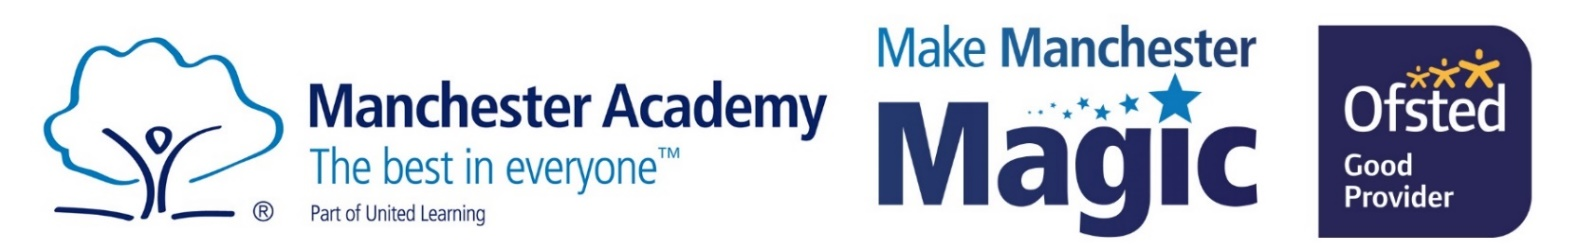 Manchester Academy
The best in everyone™
Part of United Learning
®
Make Manchester
Magic
Ofsted
Good
Provider